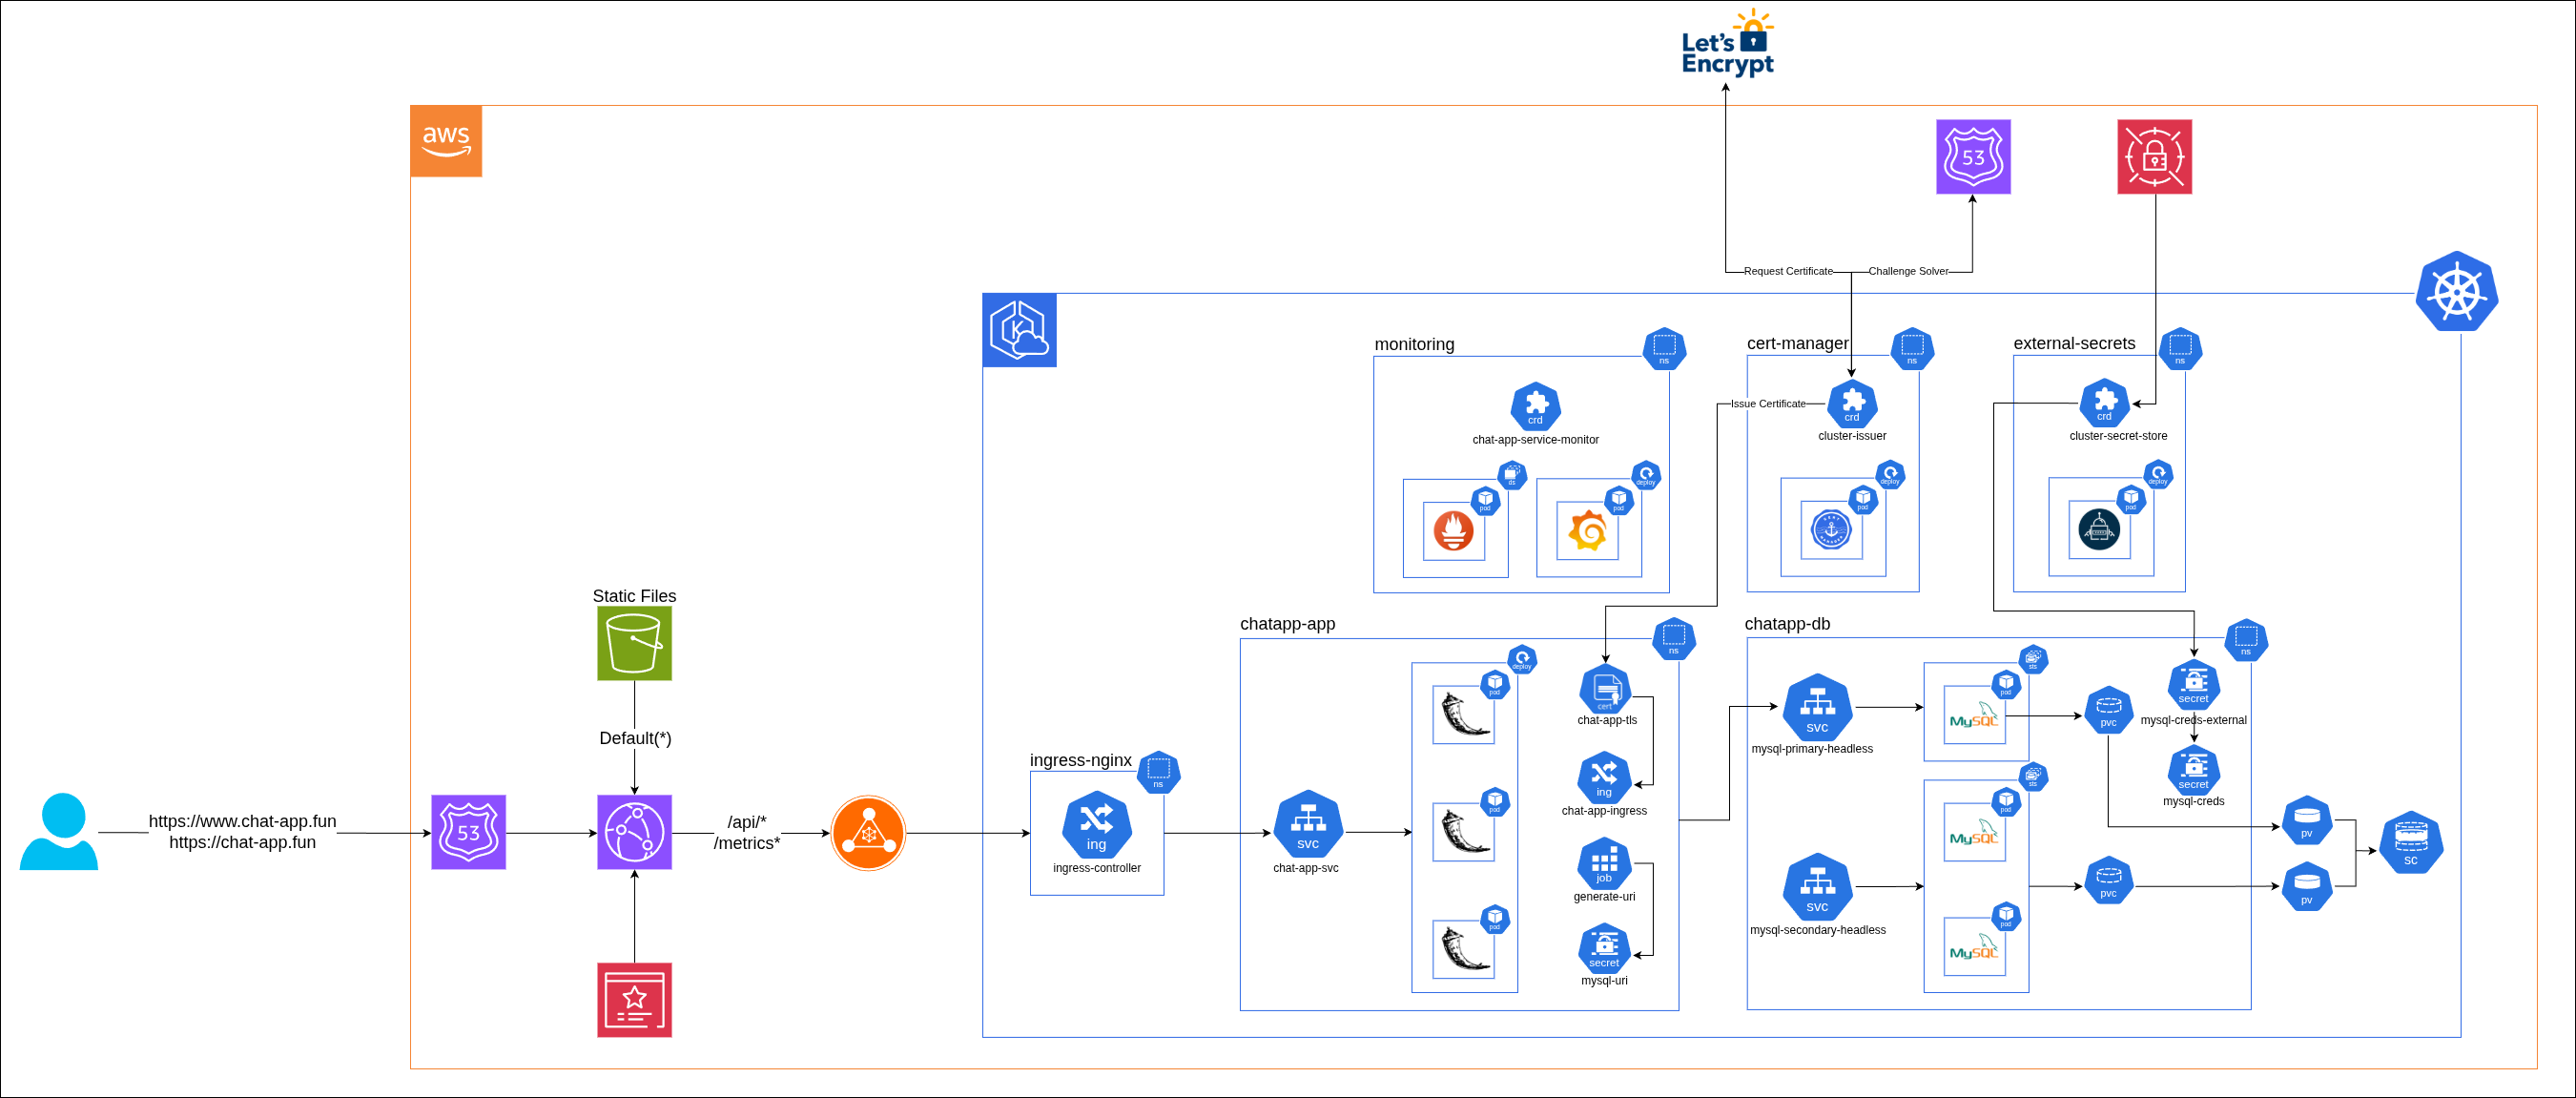 Let's
Encrypt
aws
53
Request Certificate
Challenge Solver
K
monitoring
ns
cert-manager
ns
external-secrets
ns
crd
chat-app-service-monitor
Issue Certificate
crd
cluster-issuer
crd
cluster-secret-store
ds
pod
deploy
pod
deploy
pod
CERT
MANAGER
deploy
pod
Static Files
Default(*)
https://www.chat-app.fun
https://chat-app.fun
53
/api/*
/metrics*
ingress-nginx
ns
ing
ingress-controller
chatapp-app
ns
svc
chat-app-svc
deploy
pod
pod
pod
cert
chat-app-tls
ing
chat-app-ingress
job
generate-uri
secret
mysql-uri
chatapp-db
ns
svc
mysql-primary-headless
svc
mysql-secondary-headless
sts
pod
MySQL
sts
pod
MySQL
pod
MySQL
pvc
pvc
secret
mysql-creds-external
secret
mysql-creds
pv
pv
sc